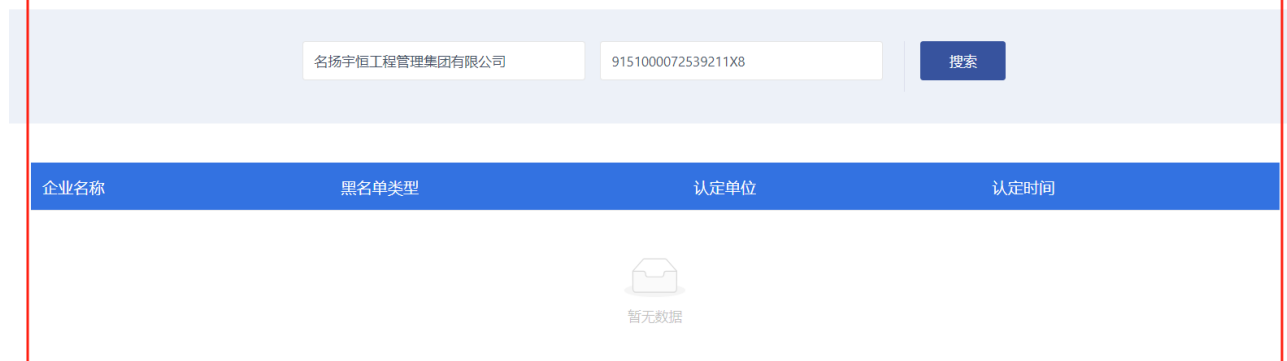 名扬宇恒工程管理集团有限公司 9151000072539211X8 搜索
企业名称 黑名单类型 认定单位 认定时间
暂无数据